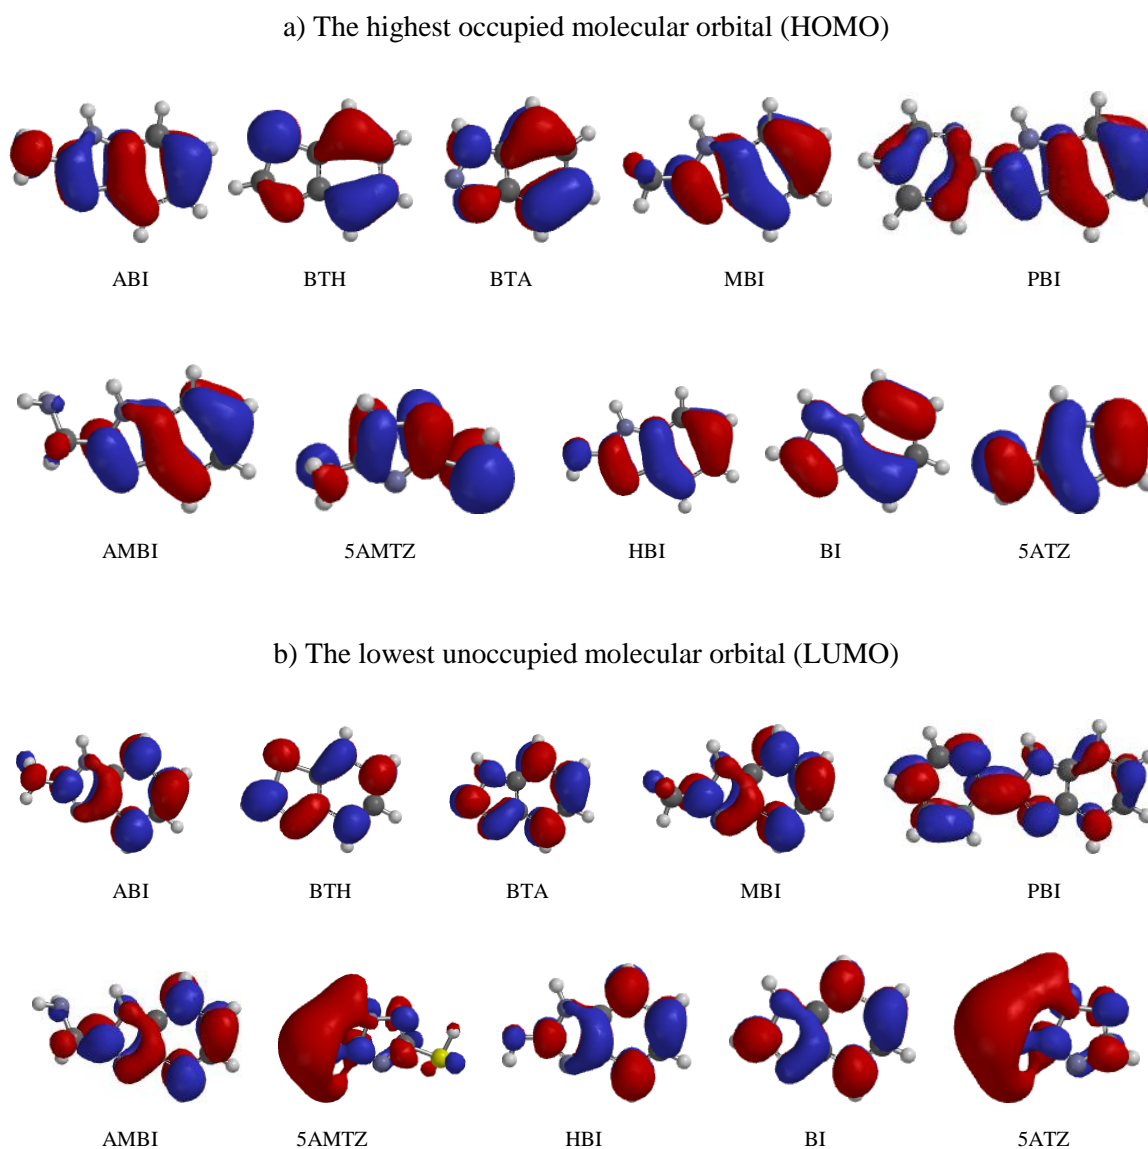 a) The highest occupied molecular orbital (HOMO)
ABI BTH BTA MBI PBI
AMBI 5AMTZ HBI BI 5ATZ
b) The lowest unoccupied molecular orbital (LUMO)
ABI BTH BTA MBI PBI
AMBI 5AMTZ HBI BI 5ATZ